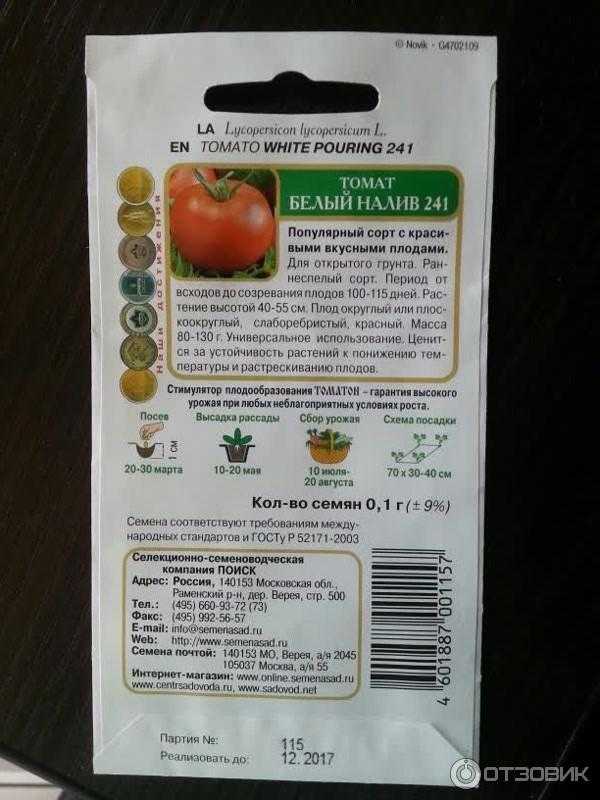 © Novik - G4702109
LA Lycopersicon lycopersicum L.
EN TOMATO WHITE POURING 241
ТОМАТ
БЕЛЫЙ НАЛИВ 241
Наши достижения
Популярный сорт с краси-
выми вкусными плодами.
Для открытого грунта. Ран-
неспелый сорт. Период от
всходов до созревания плодов 100-115 дней. Рас-
тение высотой 40-55 см. Плод округлый или плос-
коокруглый, слаборебристый, красный. Масса
80-130 г. Универсальное использование. Ценит-
ся за устойчивость растений к понижению тем-
пературы и растрескиванию плодов.
Стимулятор плодообразования ТОМАТОН – гарантия высокого
урожая при любых неблагоприятных условиях роста.
Посев
1 см
20-30 марта
Высадка рассады
10-20 мая
Сбор урожая
10 июля-
20 августа
Схема посадки
70 х 30-40 см
Кол-во семян 0,1 г (± 9%)
Семена соответствуют требованиям между-
народных стандартов и ГОСТу Р 52171-2003
Селекционно-семеноводческая
компания ПОИСК
Адрес: Россия, 140153 Московская обл.,
Раменский р-н, дер. Верея, стр. 500
Тел.: (495) 660-93-72 (73)
Факс: (495) 992-56-57
E-mail: info@semenasad.ru
Web: http://www.semenasad.ru
Семена почтой: 140153 МО, Верея, а/я 2045
105037 Москва, а/я 55
Интернет-магазин: www.online.semenasad.ru
www.centrsadovoda.ru, www.sadovod.net
4 601887 001157
Партия №: 115
Реализовать до: 12. 2017
ОТЗОВИК